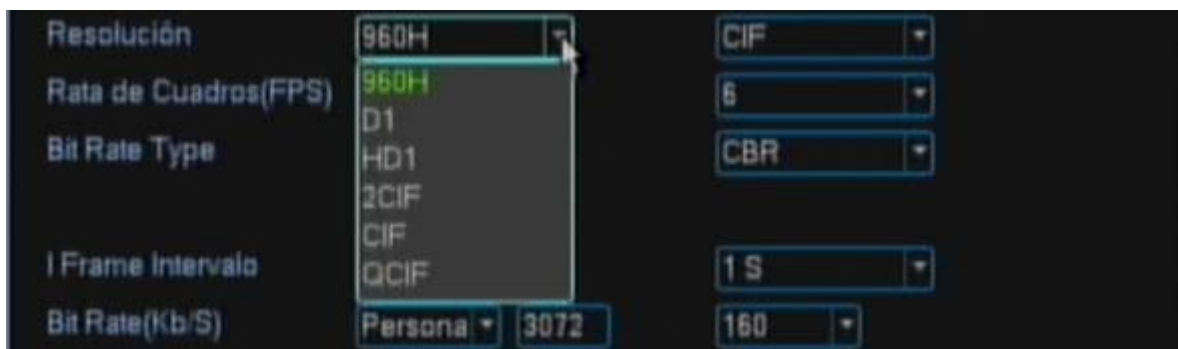 Resolución 960H CIF
960H
Rata de Cuadros(FPS) 6
D1
Bit Rate Type CBR
HD1
2CIF
CIF
I Frame Intervalo 1 S
QCIF
Bit Rate(Kb/S) Persona 3072 160